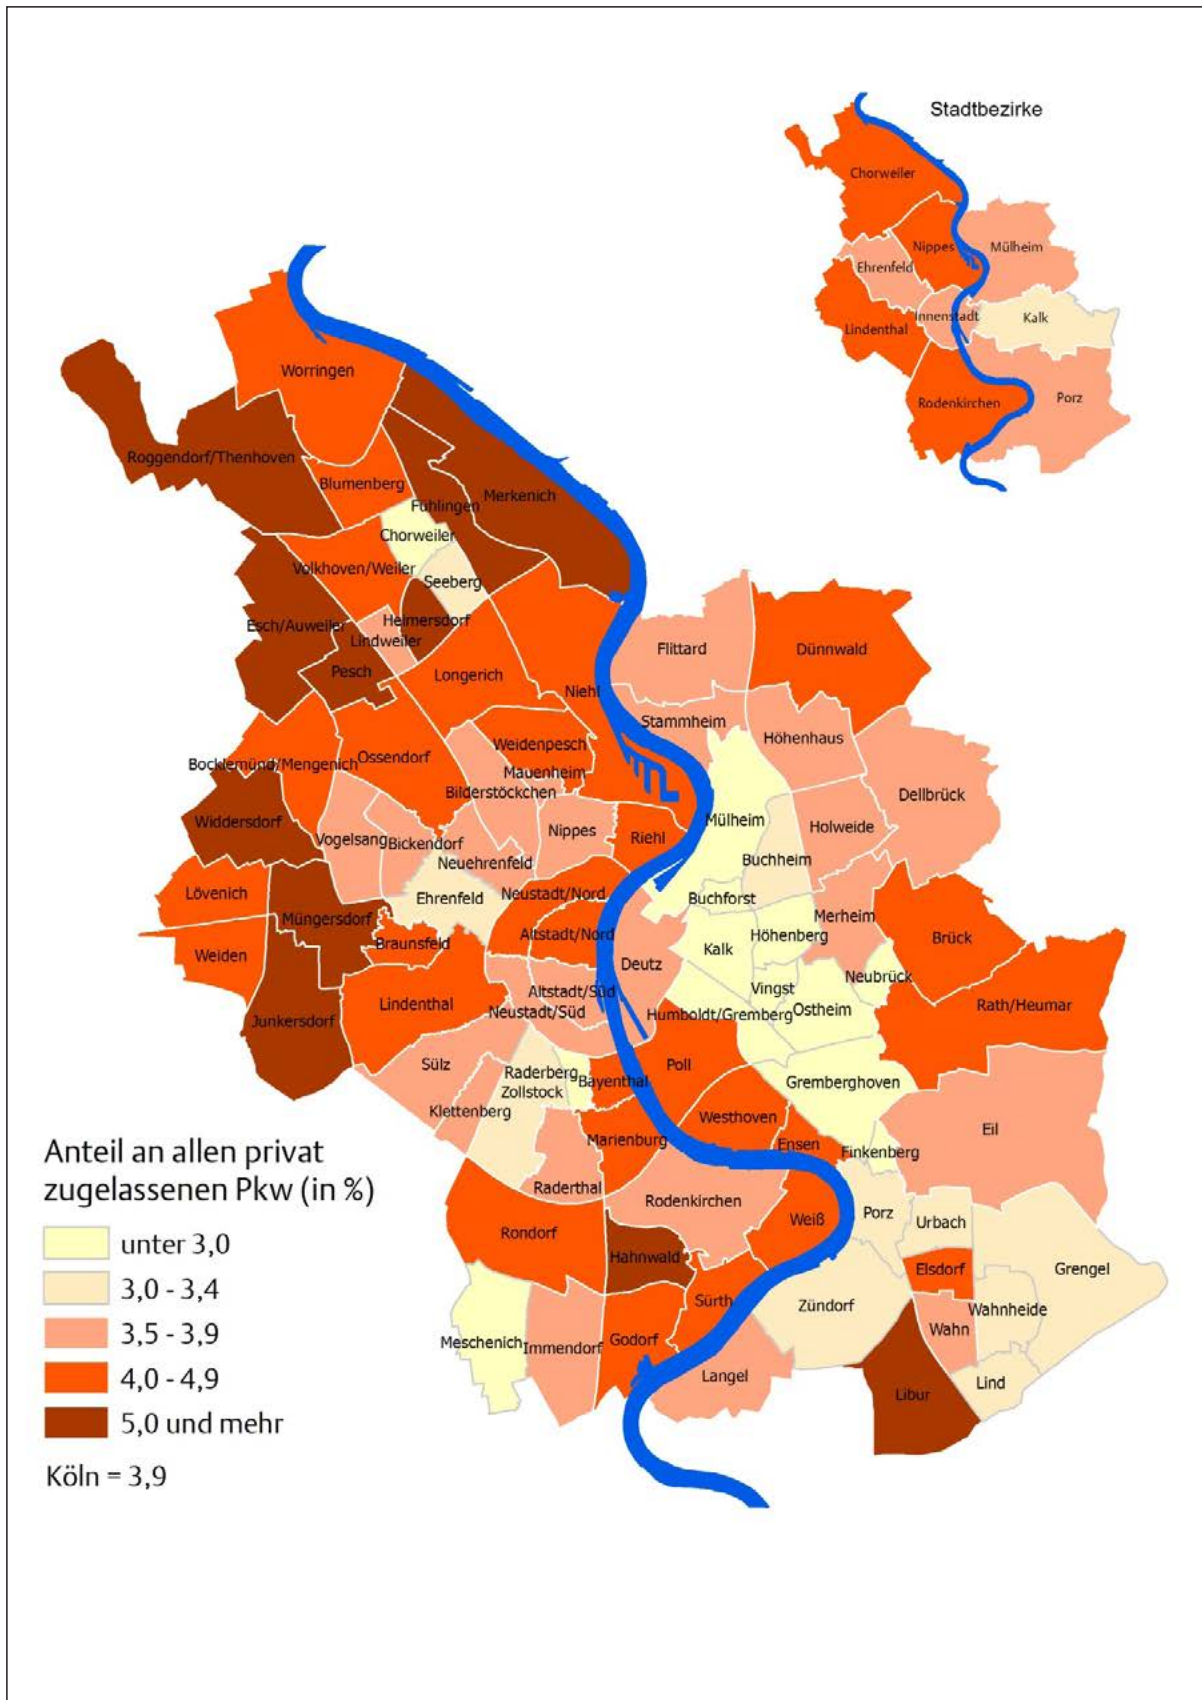 Stadtbezirke
Chorweiler
Nippes
Mülheim
Ehrenfeld
Innenstadt
Kalk
Lindenthal
Rodenkirchen
Porz
Worringen
Roggendorf/Thenhoven
Blumenberg
Fühlingen
Merkenich
Chorweiler
Volkhoven/Weiler
Seeberg
Esch/Auweiler
Heimersdorf
Lindweiler
Pesch
Longerich
Niehl
Flittard
Dünnwald
Stammheim
Höhenhaus
Bocklemünd/Mengenich
Ossendorf
Weidenpesch
Mauenheim
Bilderstöckchen
Dellbrück
Widdersdorf
Vogelsang
Bickendorf
Nippes
Riehl
Mülheim
Holweide
Neuehrenfeld
Buchheim
Lövenich
Ehrenfeld
Neustadt/Nord
Buchforst
Müngersdorf
Merheim
Braunsfeld
Altstadt/Nord
Höhenberg
Brück
Weiden
Deutz
Kalk
Neubrück
Lindenthal
Altstadt/Süd
Vingst
Rath/Heumar
Junkersdorf
Neustadt/Süd
Humboldt/Gremberg
Ostheim
Sülz
Raderberg
Zollstock
Bayenthal
Poll
Gremberghoven
Klettenberg
Westhoven
Eil
Marienburg
Ensen
Finkenberg
Raderthal
Rodenkirchen
Rondorf
Weiß
Porz
Urbach
Hahnwald
Elsdorf
Grengel
Sürth
Zündorf
Wahnheide
Meschenich
Immendorf
Godorf
Wahn
Langel
Lind
Libur
Anteil an allen privat
zugelassenen Pkw (in %)
unter 3,0
3,0 - 3,4
3,5 - 3,9
4,0 - 4,9
5,0 und mehr
Köln = 3,9